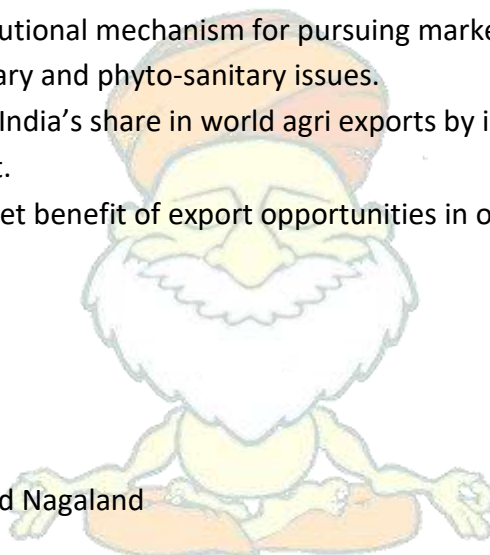 utional mechanism for pursuing marke
ary and phyto-sanitary issues.
India’s share in world agri exports by i
t.
et benefit of export opportunities in o
d Nagaland